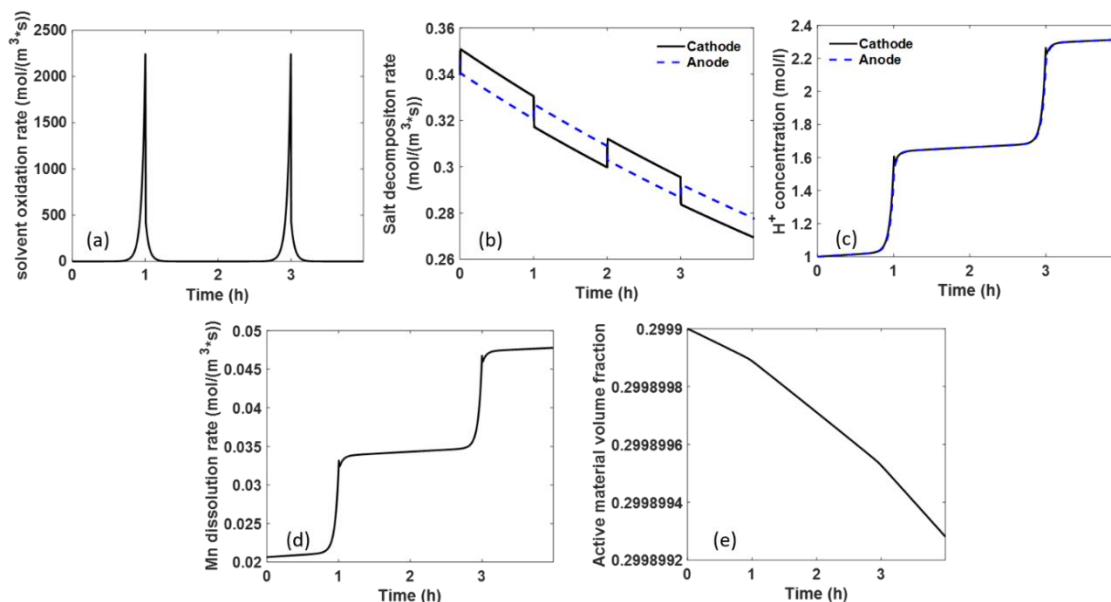 solvent oxidation rate (mol/(m³*s))
2500
2000
1500
1000
500
0
(a)
0 1 2 3
Time (h)
Salt decompositon rate
(mol/(m³*s))
0.36
0.34
0.32
0.3
0.28
0.26
Cathode
Anode
(b)
0 1 2 3
Time (h)
H⁺ concentration (mol/l)
2.4
2.2
2
1.8
1.6
1.4
1.2
1
Cathode
Anode
(c)
0 1 2 3
Time (h)
Mn dissolution rate (mol/(m³*s))
0.05
0.045
0.04
0.035
0.03
0.025
0.02
(d)
0 1 2 3
Time (h)
Active material volume fraction
0.2999
0.2998998
0.2998996
0.2998994
0.2998992
(e)
0 1 2 3
Time (h)